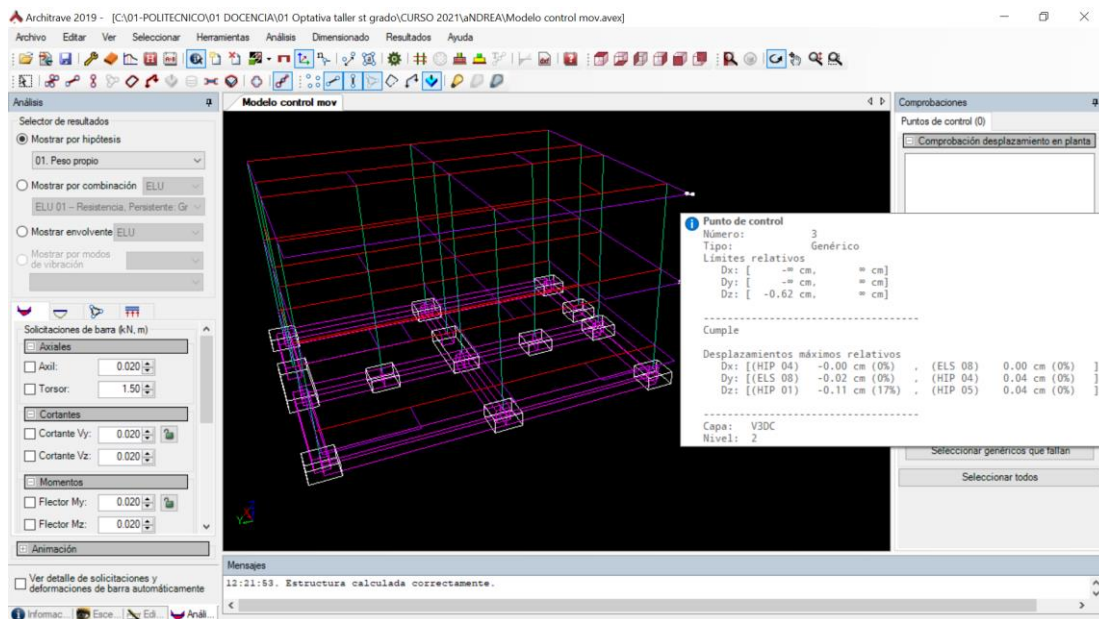 Architrave 2019 - [C:\01-POLITECNICO\01 DOCENCIA\01 Optativa taller st grado\CURSO 2021\aNDREA\Modelo control mov.avex]
Archivo Editar Ver Seleccionar Herramientas Análisis Dimensionado Resultados Ayuda
Análisis
Selector de resultados
Mostrar por hipótesis
01. Peso propio
Mostrar por combinación ELU
ELU 01 – Resistencia, Persistente: Gr
Mostrar envolvente ELU
Mostrar por modos
de vibración
Solicitaciones de barra (kN, m)
Axiales
Axil: 0.020
Torsor: 1.50
Cortantes
Cortante Vy: 0.020
Cortante Vz: 0.020
Momentos
Flector My: 0.020
Flector Mz: 0.020
Animación
Ver detalle de solicitaciones y
deformaciones de barra automáticamente
Informac... Esce... Edi... Análi...
Modelo control mov
Y
Comprobaciones
Puntos de control (0)
Comprobación desplazamiento en planta
Punto de control
Número: 3
Tipo: Genérico
Límites relativos
Dx: [ -∞ cm, ∞ cm]
Dy: [ -∞ cm, ∞ cm]
Dz: [ -0.62 cm, ∞ cm]
----------------------------------
Cumple
Desplazamientos máximos relativos
Dx: [(HIP 04) -0.00 cm (0%) , (ELS 08) 0.00 cm (0%) ]
Dy: [(ELS 08) -0.02 cm (0%) , (HIP 04) 0.04 cm (0%) ]
Dz: [(HIP 01) -0.11 cm (17%) , (HIP 05) 0.04 cm (0%) ]
----------------------------------
Capa: V3DC
Nivel: 2
Seleccionar genéricos que fallan
Seleccionar todos
Mensajes
12:21:53. Estructura calculada correctamente.